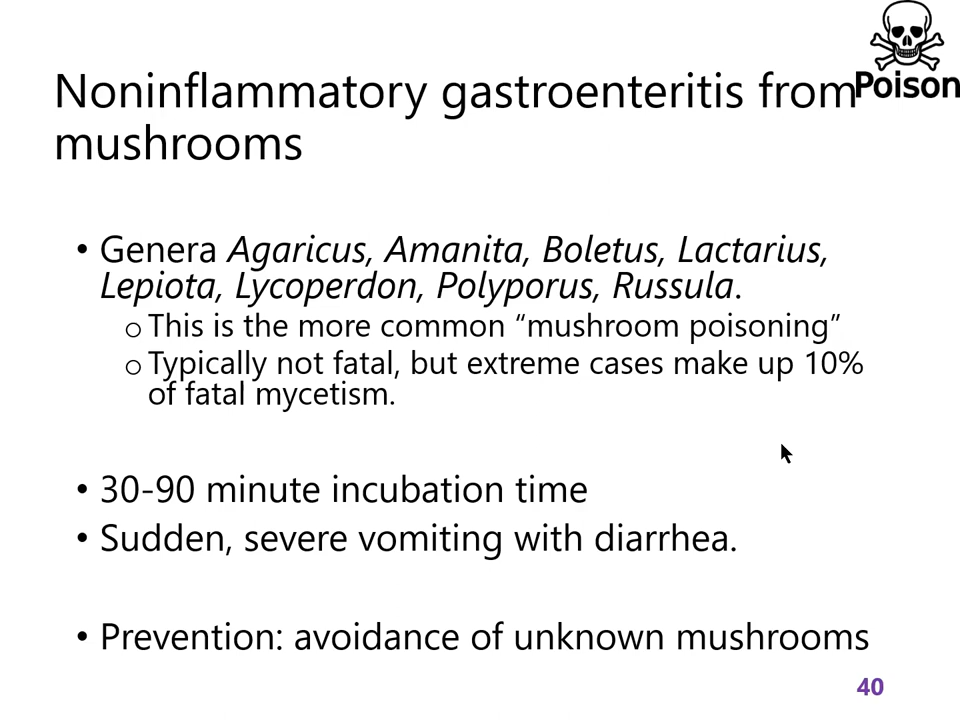 Poison
Noninflammatory gastroenteritis from
mushrooms
• Genera Agaricus, Amanita, Boletus, Lactarius,
Lepiota, Lycoperdon, Polyporus, Russula.
o This is the more common “mushroom poisoning”
o Typically not fatal, but extreme cases make up 10%
of fatal mycetism.
• 30-90 minute incubation time
• Sudden, severe vomiting with diarrhea.
• Prevention: avoidance of unknown mushrooms
40